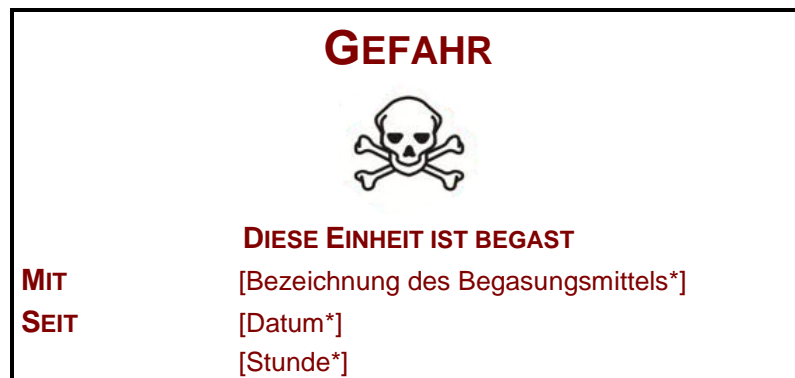 GEFAHR
DIESE EINHEIT IST BEGAST
MIT [Bezeichnung des Begasungsmittels*]
SEIT [Datum*]
[Stunde*]